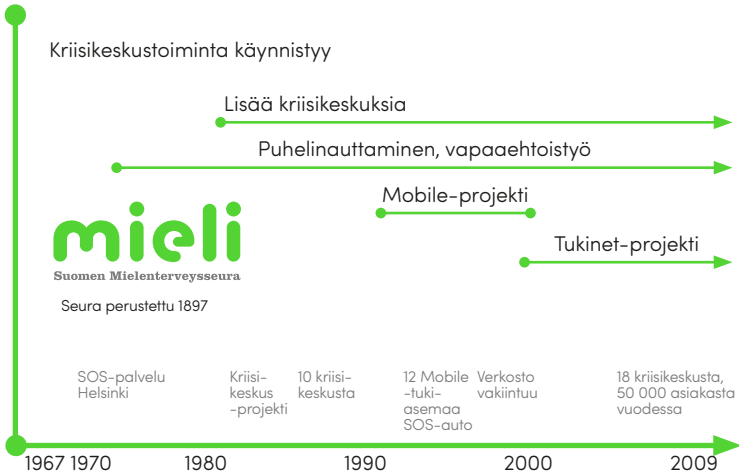 Kriisikeskustoiminta käynnistyy
Lisää kriisikeskuksia
Puhelinauttaminen, vapaaehtoistyö
Mobile-projekti
Tukinet-projekti
mieli
Suomen Mielenterveysseura
Seura perustettu 1897
SOS-palvelu
Helsinki
Kriisi-
keskus
-projekti
10 kriisi-
keskusta
12 Mobile
-tuki-
asemaa
SOS-auto
Verkosto
vakiintuu
18 kriisikeskusta,
50 000 asiakasta
vuodessa
1967 1970 1980 1990 2000 2009